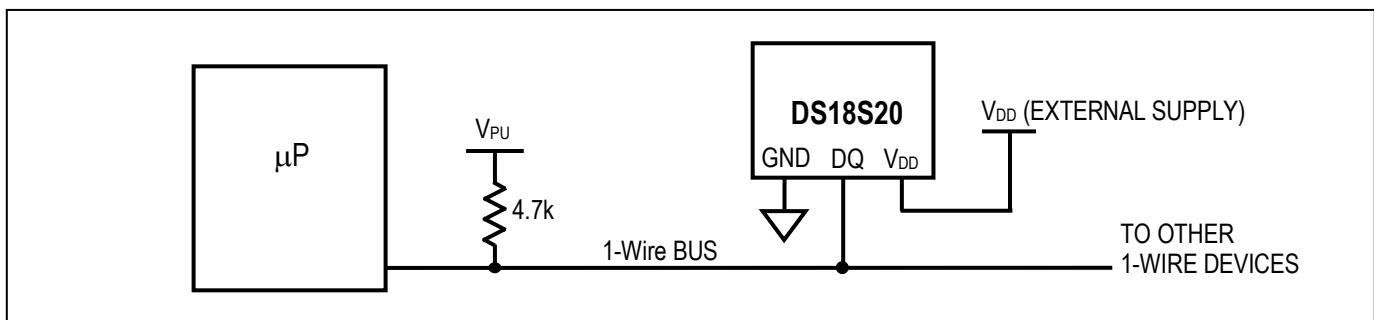 DS18S20
VDD (EXTERNAL SUPPLY)
VPU
μP
GND DQ VDD
4.7k
1-Wire BUS
TO OTHER
1-WIRE DEVICES